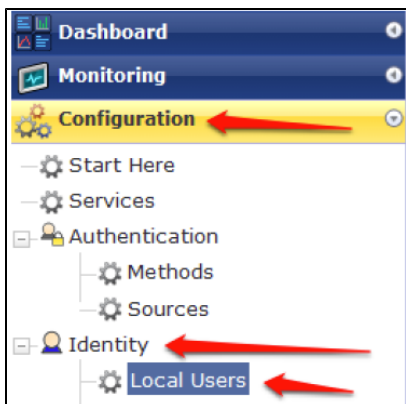 Dashboard
Monitoring
Configuration
Start Here
Services
Authentication
Methods
Sources
Identity
Local Users